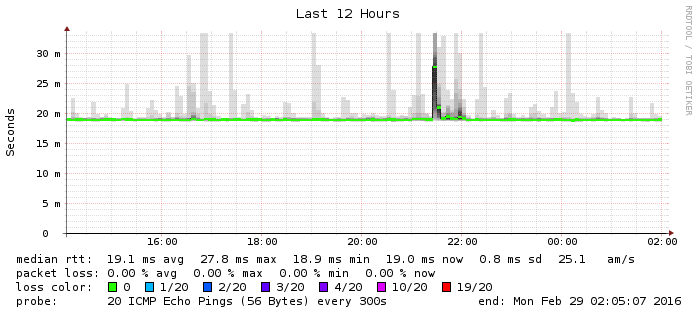 Last 12 Hours
RRDTOOL / TOBI OETIKER
Seconds
30 m
25 m
20 m
15 m
10 m
5 m
0
16:00 18:00 20:00 22:00 00:00 02:00
median rtt: 19.1 ms avg 27.8 ms max 18.9 ms min 19.0 ms now 0.8 ms sd 25.1 am/s
packet loss: 0.00 % avg 0.00 % max 0.00 % min 0.00 % now
loss color: 0 1/20 2/20 3/20 4/20 10/20 19/20
probe: 20 ICMP Echo Pings (56 Bytes) every 300s end: Mon Feb 29 02:05:07 2016